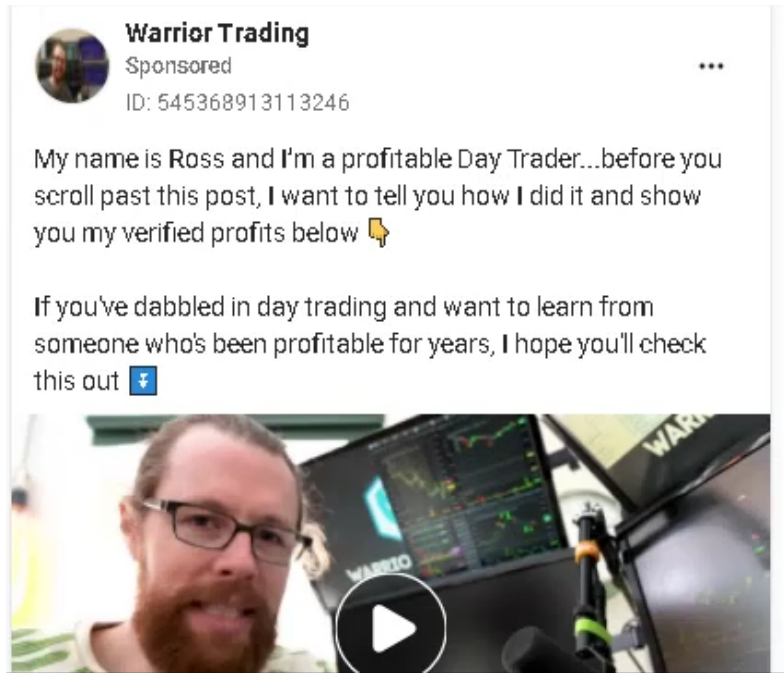 Warrior Trading
Sponsored
ID: 545368913113246
My name is Ross and I'm a profitable Day Trader...before you
scroll past this post, I want to tell you how I did it and show
you my verified profits below 👇
If you've dabbled in day trading and want to learn from
someone who's been profitable for years, I hope you'll check
this out ⏬
WARR
WARRIO